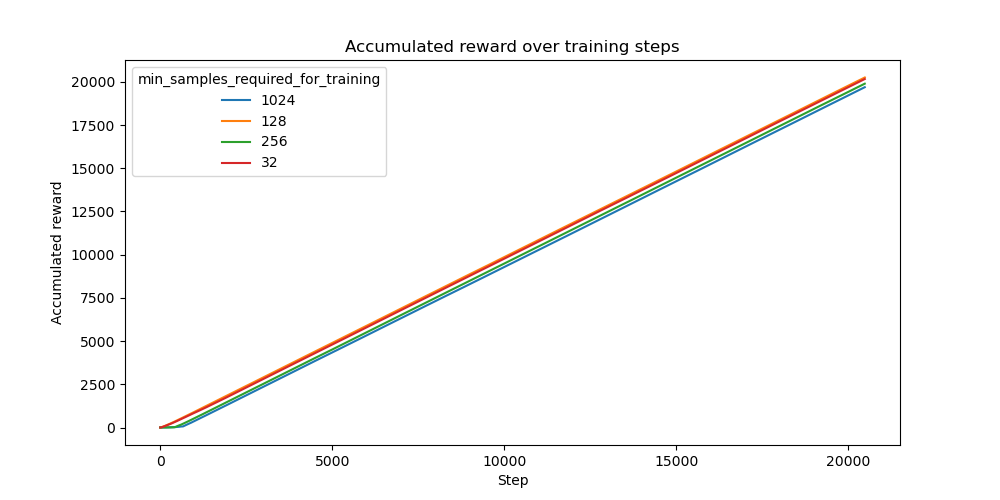 Accumulated reward over training steps
min_samples_required_for_training
1024
128
256
32
20000
17500
15000
12500
10000
7500
5000
2500
0
Accumulated reward
0 5000 10000 15000 20000
Step